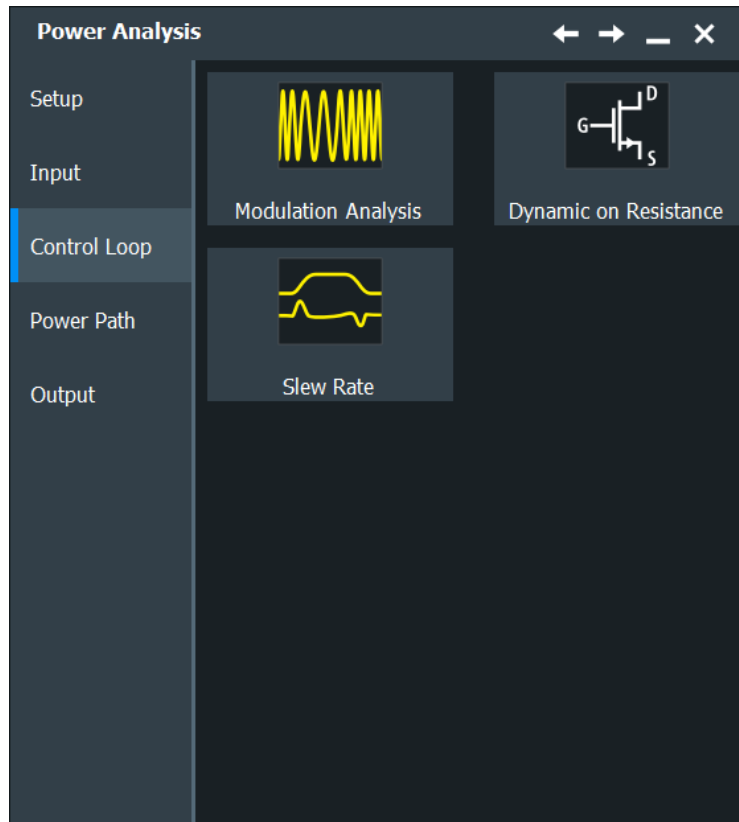 Power Analysis
Setup
Input
Control Loop
Power Path
Output
Modulation Analysis
G
D
S
Dynamic on Resistance
Slew Rate